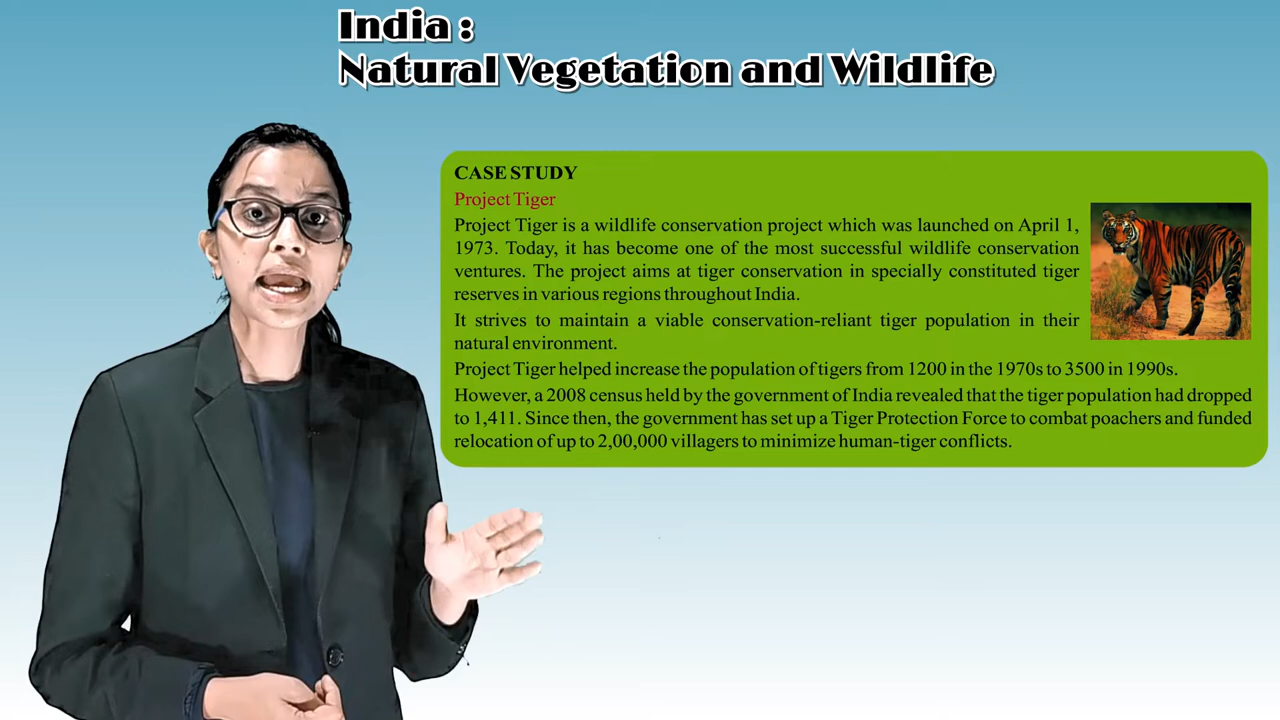 India :
Natural Vegetation and Wildlife
CASE STUDY
Project Tiger
Project Tiger is a wildlife conservation project which was launched on April 1,
1973. Today, it has become one of the most successful wildlife conservation
ventures. The project aims at tiger conservation in specially constituted tiger
reserves in various regions throughout India.
It strives to maintain a viable conservation-reliant tiger population in their
natural environment.
Project Tiger helped increase the population of tigers from 1200 in the 1970s to 3500 in 1990s.
However, a 2008 census held by the government of India revealed that the tiger population had dropped
to 1,411. Since then, the government has set up a Tiger Protection Force to combat poachers and funded
relocation of up to 2,00,000 villagers to minimize human-tiger conflicts.